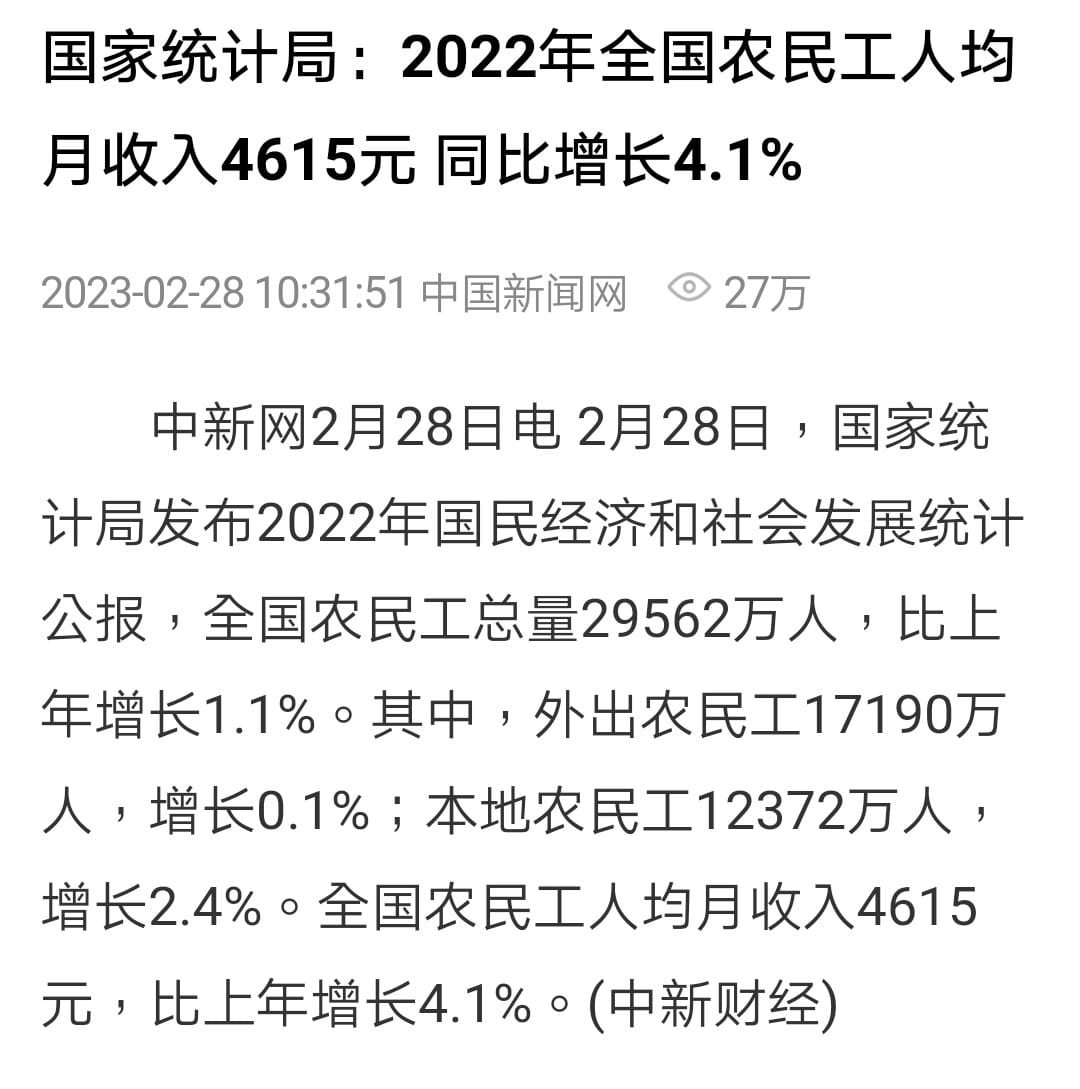 国家统计局：2022年全国农民工人均
月收入4615元 同比增长4.1%
2023-02-28 10:31:51 中国新闻网 27万
中新网2月28日电 2月28日，国家统
计局发布2022年国民经济和社会发展统计
公报，全国农民工总量29562万人，比上
年增长1.1%。其中，外出农民工17190万
人，增长0.1%；本地农民工12372万人，
增长2.4%。全国农民工人均月收入4615
元，比上年增长4.1%。(中新财经)